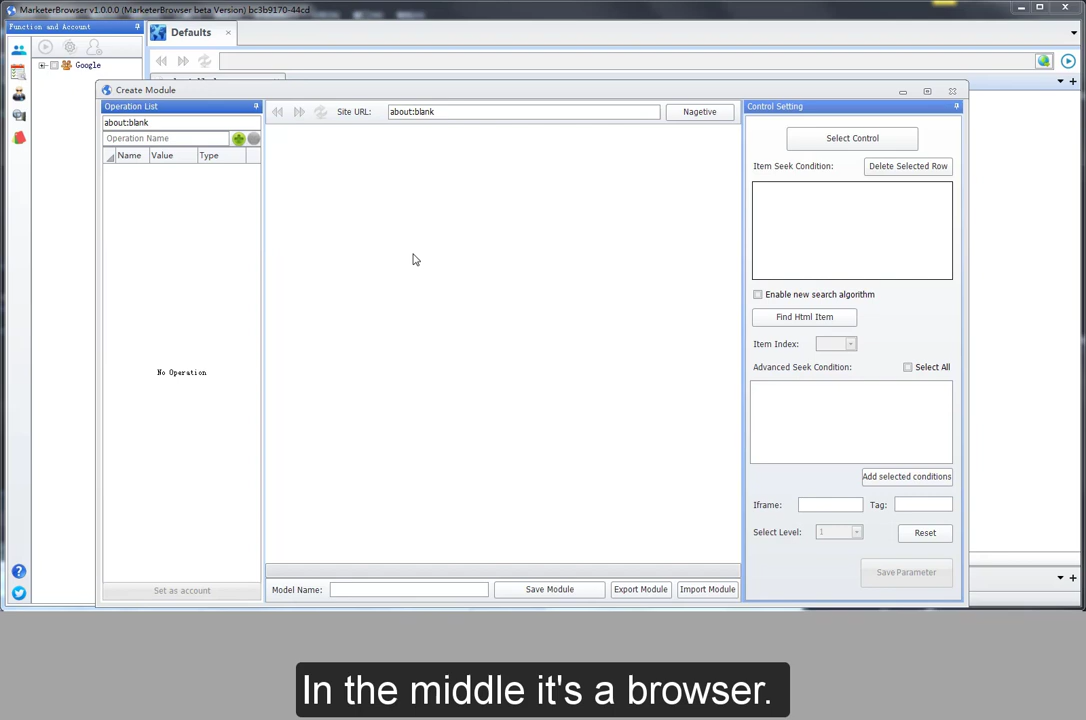 MarketerBrowser v1.0.0.0 (MarketerBrowser beta Version) bc3b9170-44cd
Function and Account
Defaults
Google
Create Module
Operation List
about:blank
Operation Name
Name Value Type
No Operation
Set as account
Site URL: about:blank Nagetive
Model Name: Save Module Export Module Import Module
Control Setting
Select Control
Item Seek Condition: Delete Selected Row
Enable new search algorithm
Find Html Item
Item Index:
Advanced Seek Condition: Select All
Add selected conditions
Iframe: Tag:
Select Level: 1 Reset
Save Parameter
In the middle it's a browser.